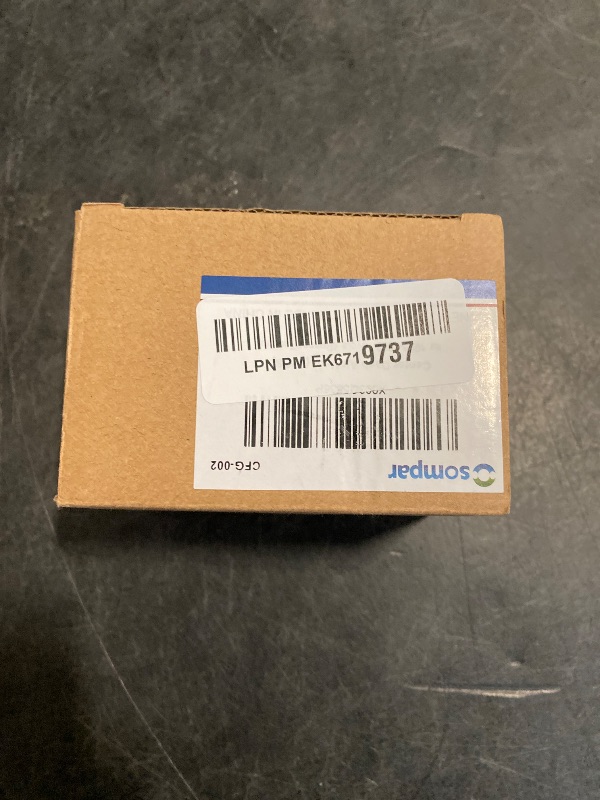 LPN PM EK6719737
CFG-002
sompar